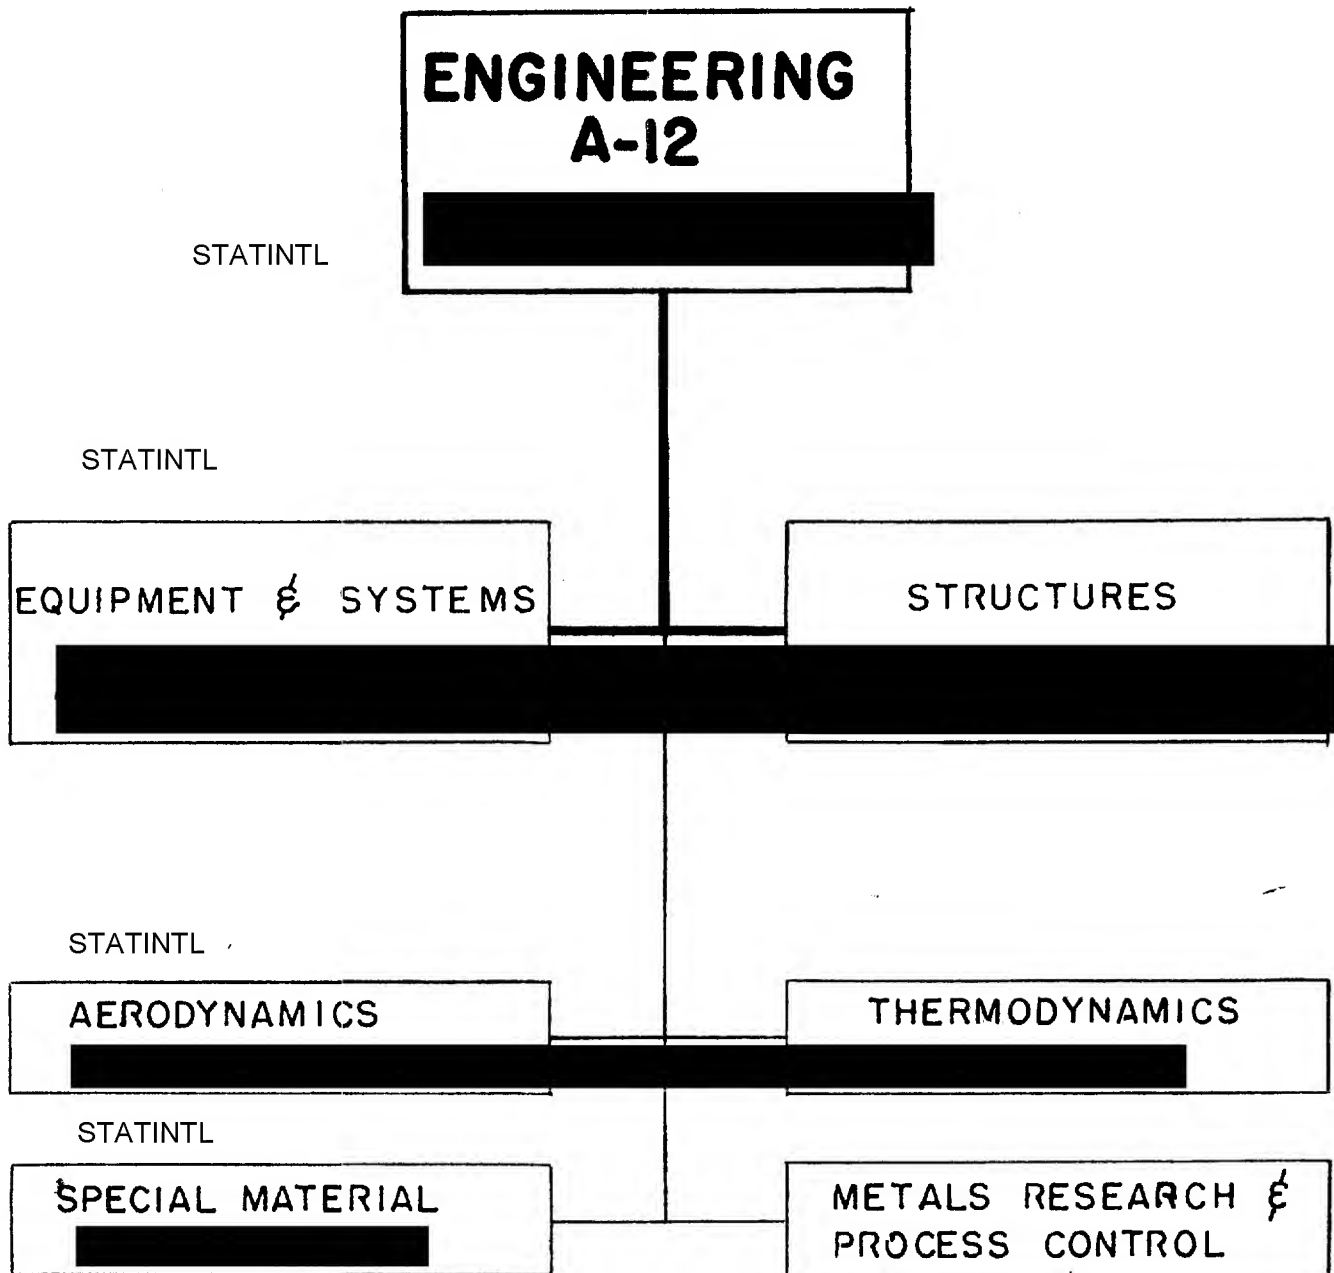 ENGINEERING
A-12
STATINTL
STATINTL
EQUIPMENT & SYSTEMS
STRUCTURES
STATINTL
AERODYNAMICS
THERMODYNAMICS
STATINTL
SPECIAL MATERIAL
METALS RESEARCH &
PROCESS CONTROL